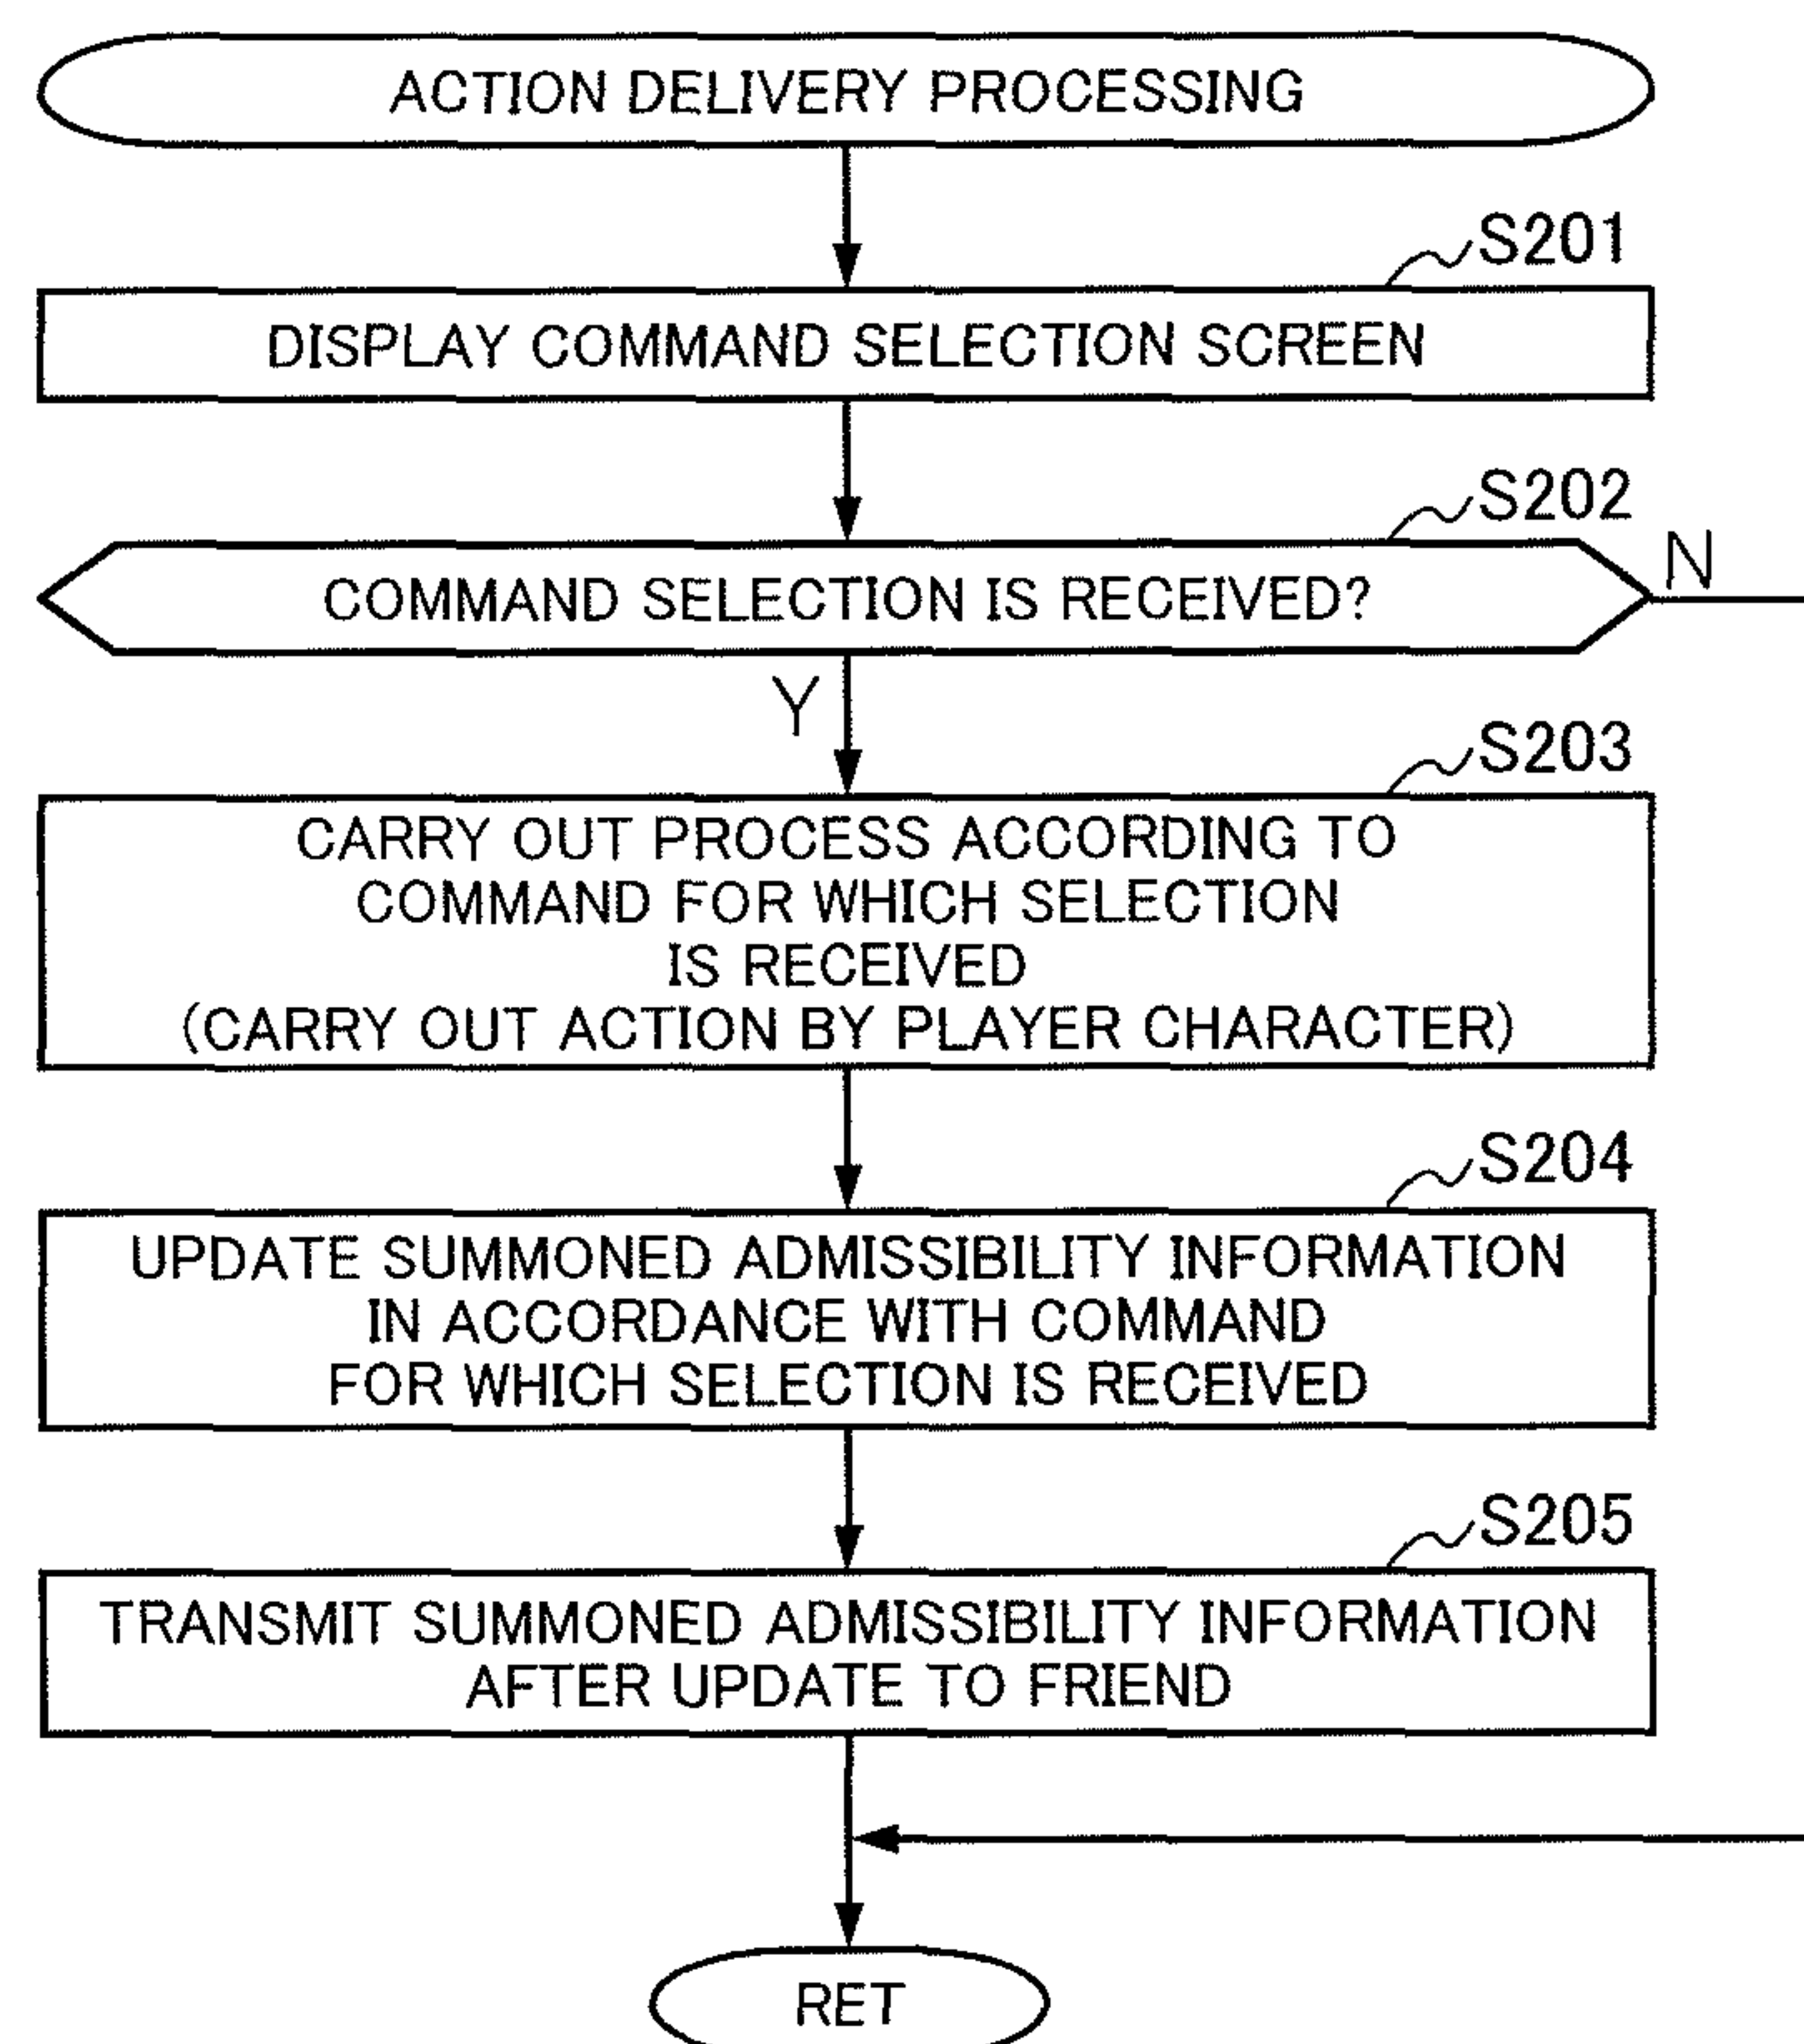 ACTION DELIVERY PROCESSING
S201
DISPLAY COMMAND SELECTION SCREEN
S202
COMMAND SELECTION IS RECEIVED?
N
Y
S203
CARRY OUT PROCESS ACCORDING TO
COMMAND FOR WHICH SELECTION
IS RECEIVED
(CARRY OUT ACTION BY PLAYER CHARACTER)
S204
UPDATE SUMMONED ADMISSIBILITY INFORMATION
IN ACCORDANCE WITH COMMAND
FOR WHICH SELECTION IS RECEIVED
S205
TRANSMIT SUMMONED ADMISSIBILITY INFORMATION
AFTER UPDATE TO FRIEND
RET